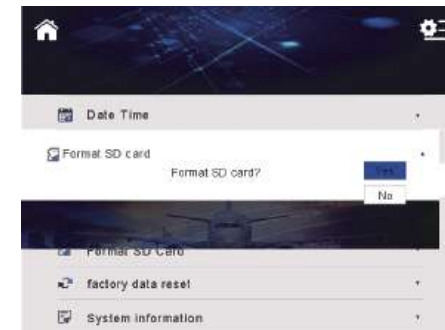 Date Time
Format SD card
Format SD card?
Yes
No
Format SD Card
factory data reset
System information